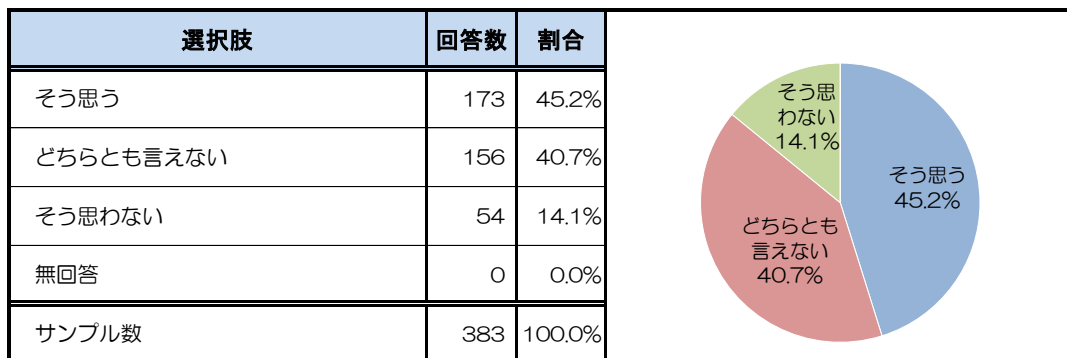 選択肢 回答数 割合
そう思う 173 45.2%
どちらとも言えない 156 40.7%
そう思わない 54 14.1%
無回答 0 0.0%
サンプル数 383 100.0%
そう思
わない
14.1%
そう思う
45.2%
どちらとも
言えない
40.7%